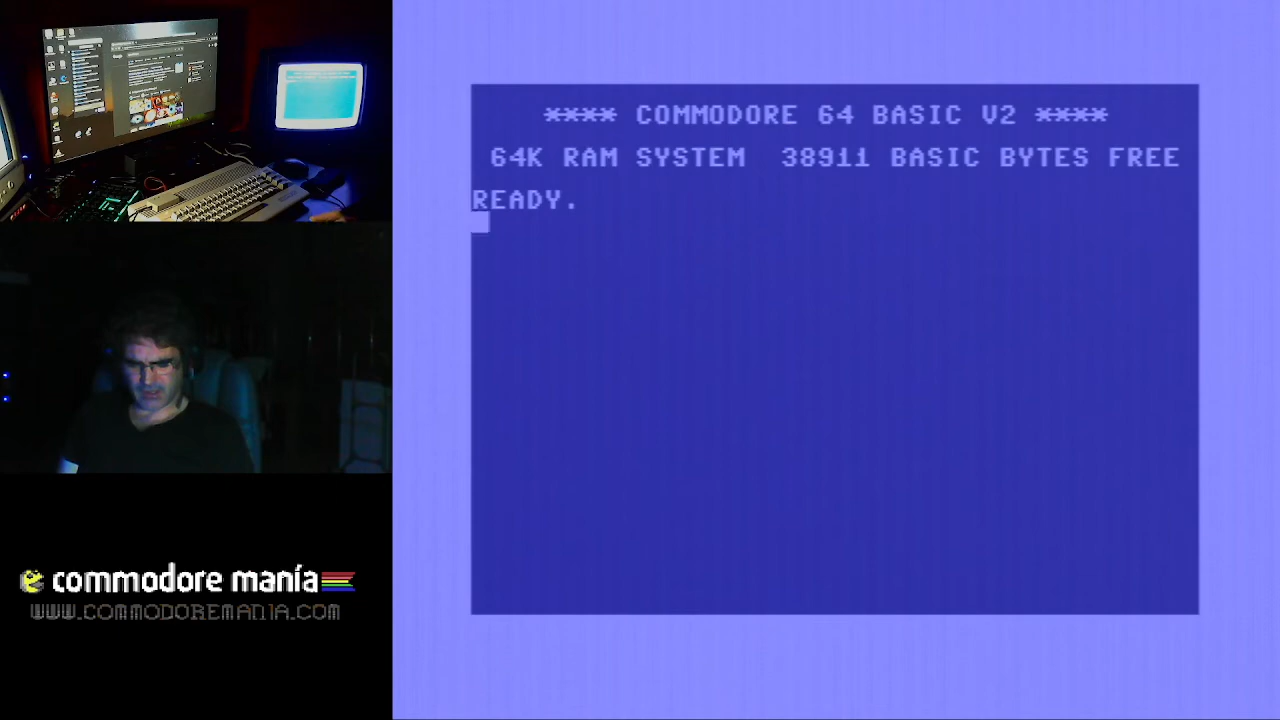 **** COMMODORE 64 BASIC V2 ****
64K RAM SYSTEM  38911 BASIC BYTES FREE
READY.
commodore manía
WWW.COMMODOREMANIA.COM